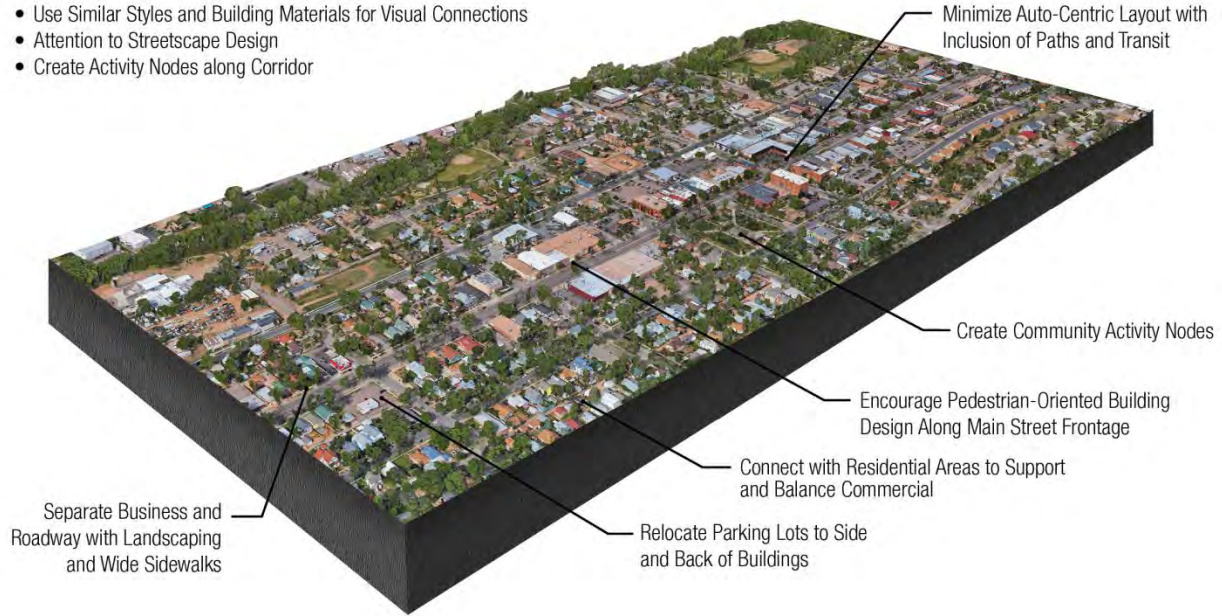 • Use Similar Styles and Building Materials for Visual Connections
• Attention to Streetscape Design
• Create Activity Nodes along Corridor
Minimize Auto-Centric Layout with
Inclusion of Paths and Transit
Create Community Activity Nodes
Encourage Pedestrian-Oriented Building
Design Along Main Street Frontage
Connect with Residential Areas to Support
and Balance Commercial
Relocate Parking Lots to Side
and Back of Buildings
Separate Business and
Roadway with Landscaping
and Wide Sidewalks